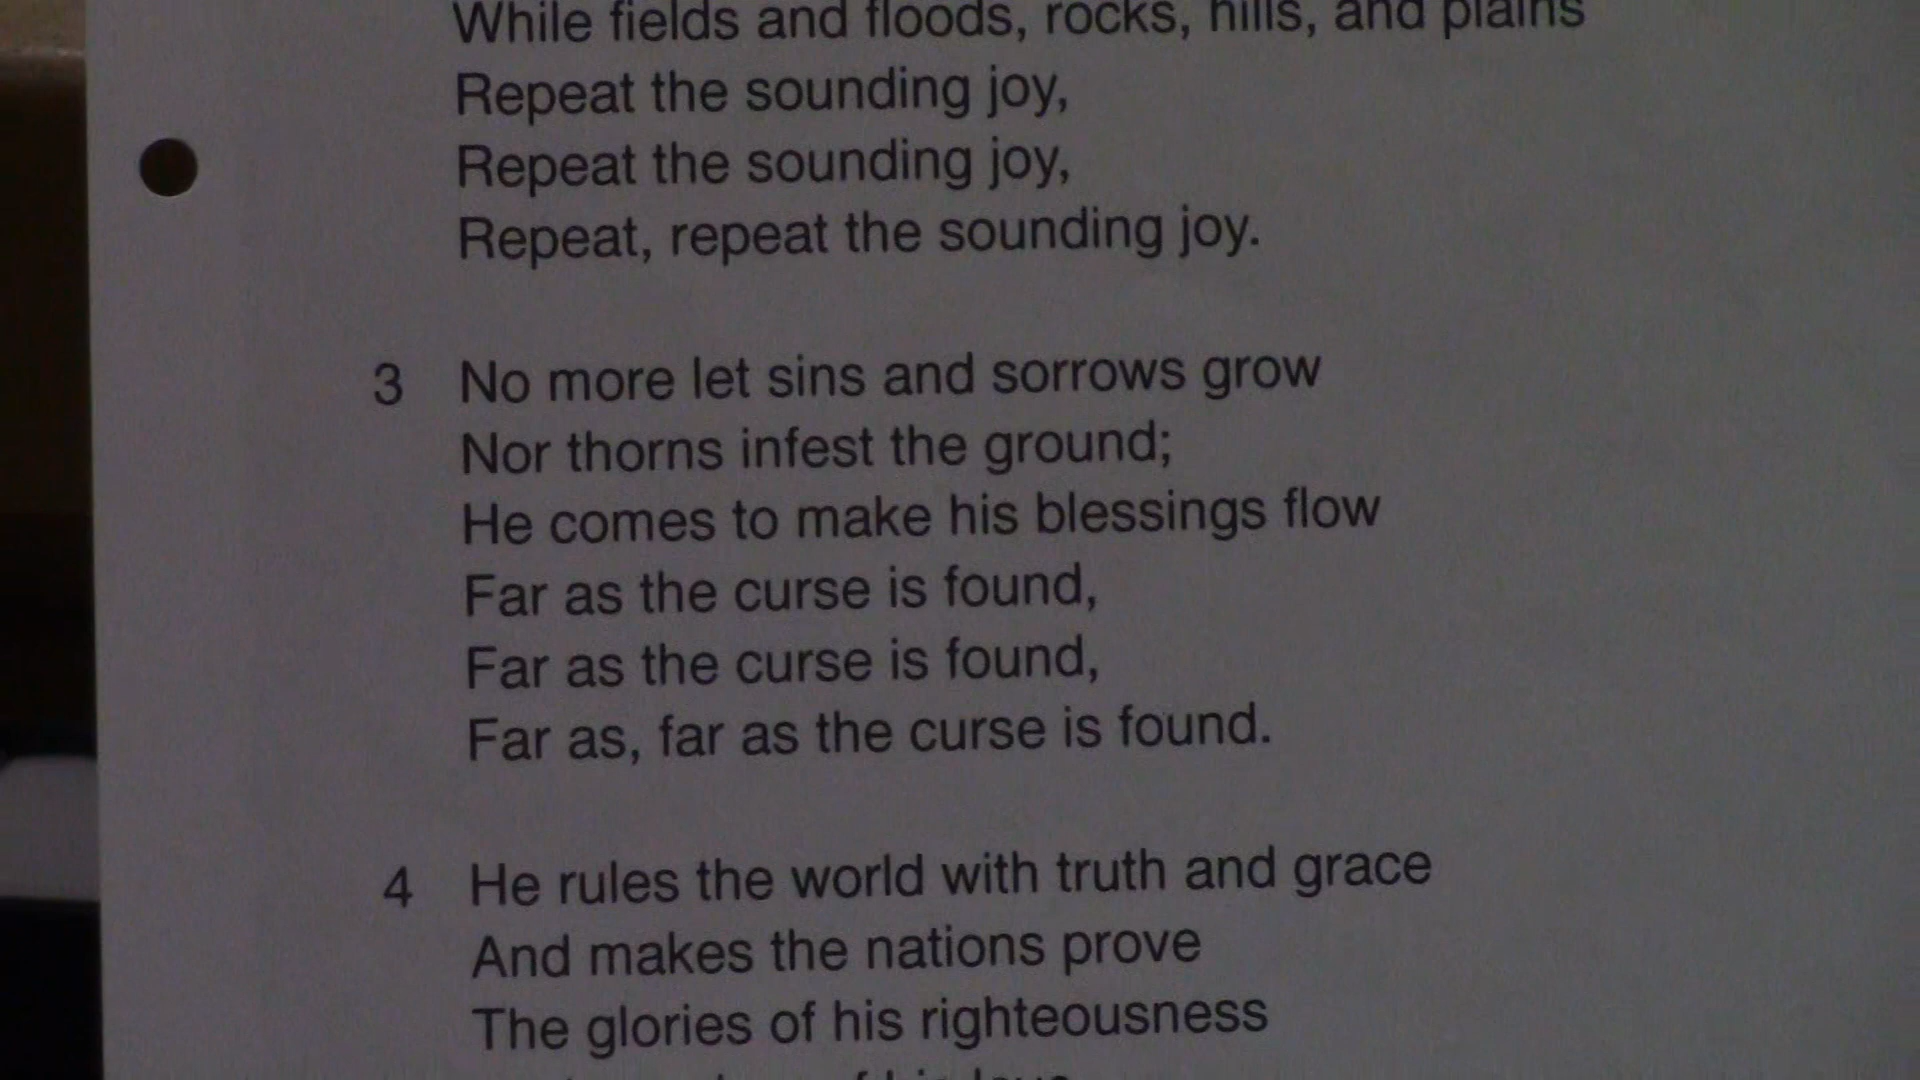 While fields and floods, rocks, hills, and plains
Repeat the sounding joy,
Repeat the sounding joy,
Repeat, repeat the sounding joy.
3 No more let sins and sorrows grow
Nor thorns infest the ground;
He comes to make his blessings flow
Far as the curse is found,
Far as the curse is found,
Far as, far as the curse is found.
4 He rules the world with truth and grace
And makes the nations prove
The glories of his righteousness
of his love